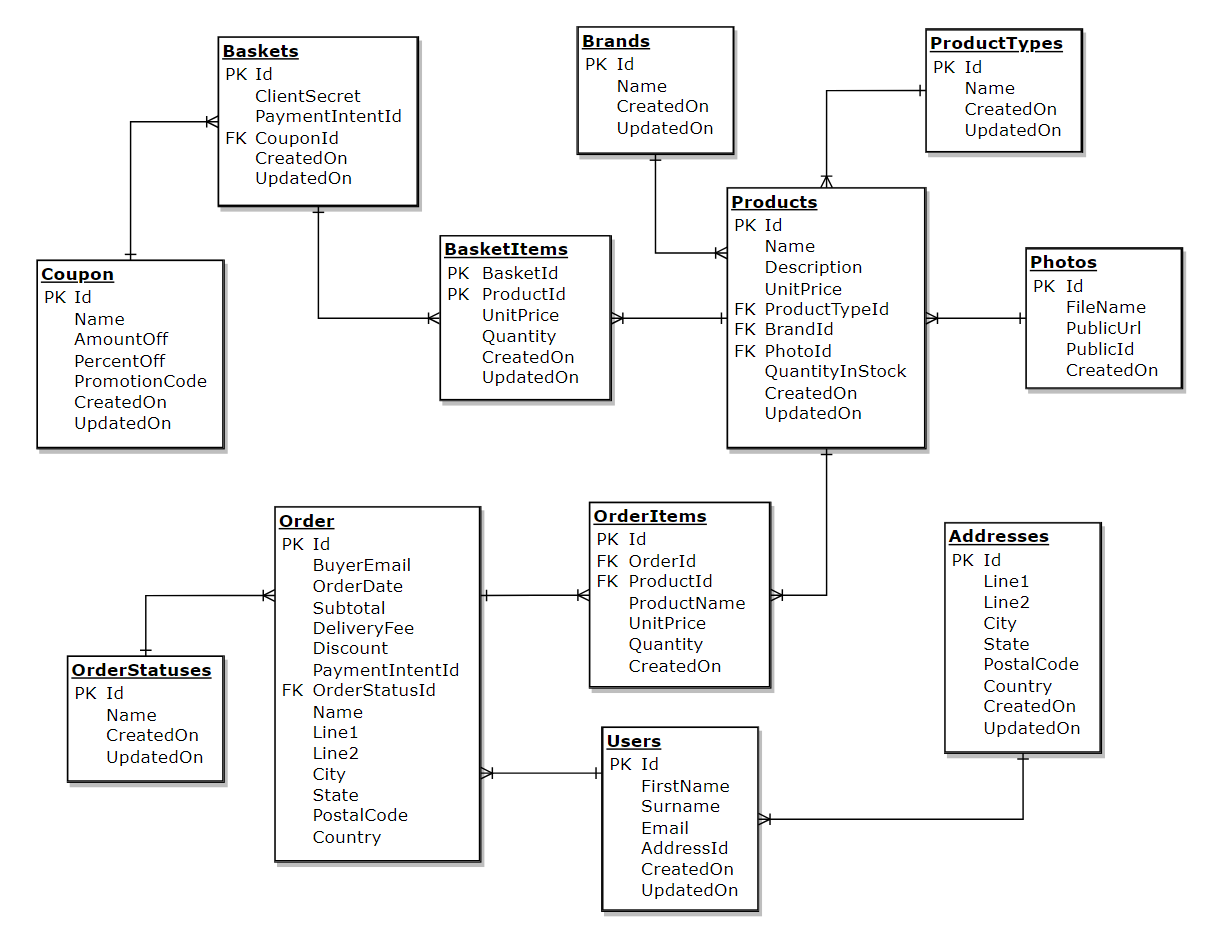 Baskets
PK Id
ClientSecret
PaymentIntentId
FK CouponId
CreatedOn
UpdatedOn
Brands
PK Id
Name
CreatedOn
UpdatedOn
ProductTypes
PK Id
Name
CreatedOn
UpdatedOn
Coupon
PK Id
Name
AmountOff
PercentOff
PromotionCode
CreatedOn
UpdatedOn
BasketItems
PK BasketId
PK ProductId
UnitPrice
Quantity
CreatedOn
UpdatedOn
Products
PK Id
Name
Description
UnitPrice
FK ProductTypeId
FK BrandId
FK PhotoId
QuantityInStock
CreatedOn
UpdatedOn
Photos
PK Id
FileName
PublicUrl
PublicId
CreatedOn
Order
PK Id
BuyerEmail
OrderDate
Subtotal
DeliveryFee
Discount
PaymentIntentId
FK OrderStatusId
Name
Line1
Line2
City
State
PostalCode
Country
OrderItems
PK Id
FK OrderId
FK ProductId
ProductName
UnitPrice
Quantity
CreatedOn
Addresses
PK Id
Line1
Line2
City
State
PostalCode
Country
CreatedOn
UpdatedOn
OrderStatuses
PK Id
Name
CreatedOn
UpdatedOn
Users
PK Id
FirstName
Surname
Email
AddressId
CreatedOn
UpdatedOn